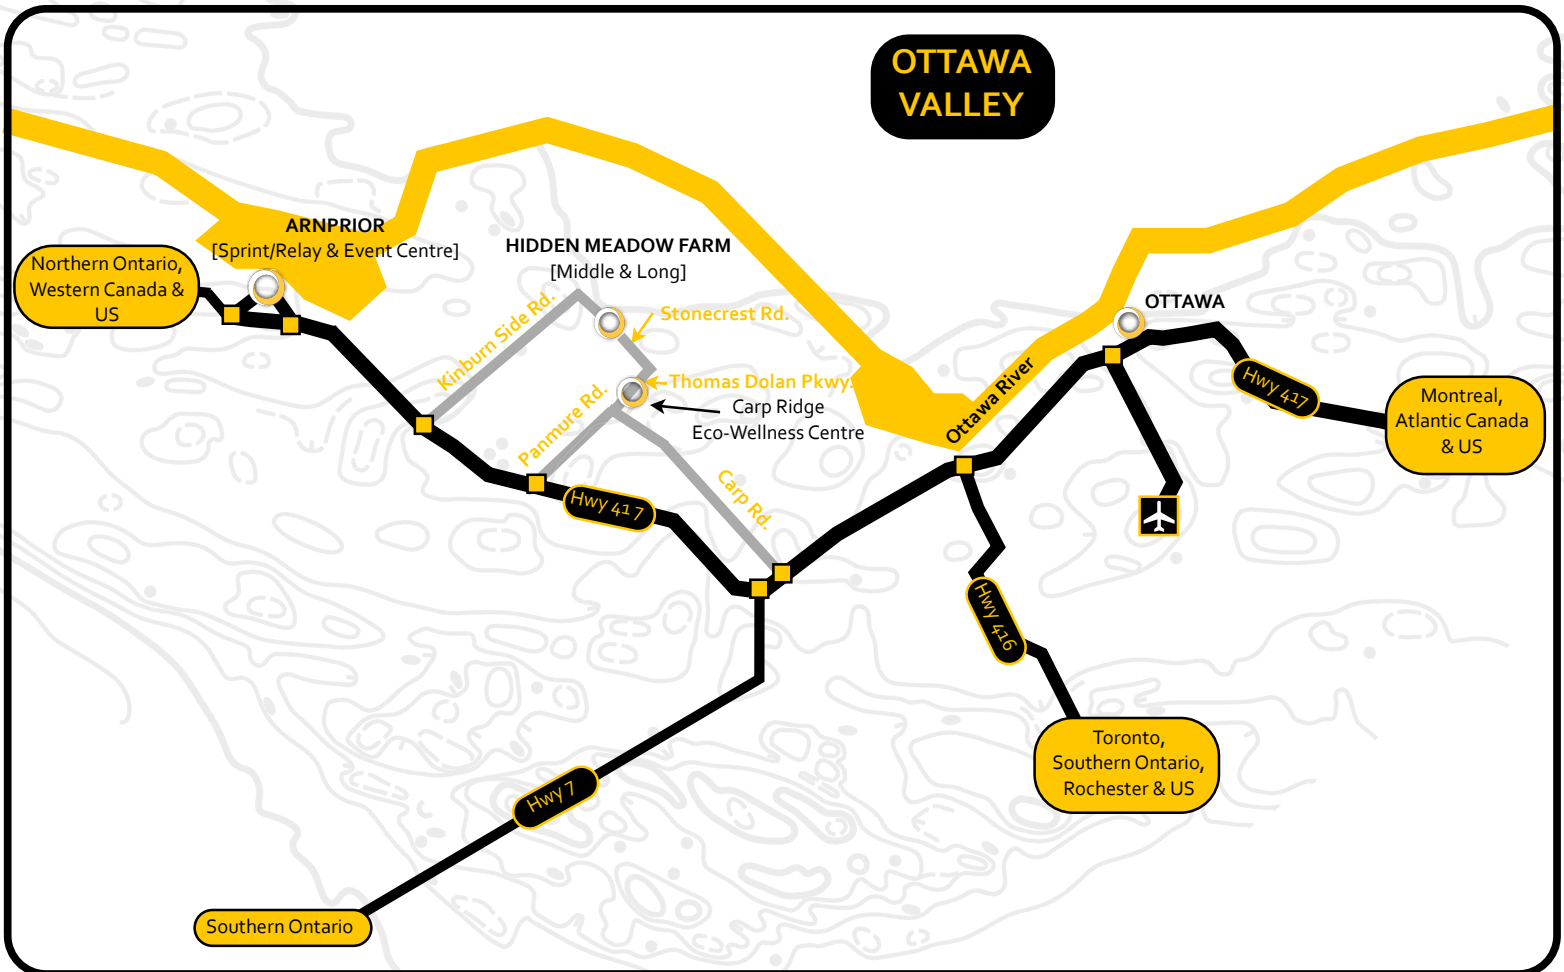 OTTAWA
VALLEY
ARNPRIOR
[Sprint/Relay & Event Centre]
HIDDEN MEADOW FARM
[Middle & Long]
Northern Ontario,
Western Canada &
US
Kinburn Side Rd.
Stonecrest Rd.
OTTAWA
Thomas Dolan Pkwy.
Panmure Rd.
Carp Ridge
Eco-Wellness Centre
Ottawa River
Hwy 417
Montreal,
Atlantic Canada
& US
Hwy 417
Carp Rd.
Hwy 416
Toronto,
Southern Ontario,
Rochester & US
Hwy 7
Southern Ontario